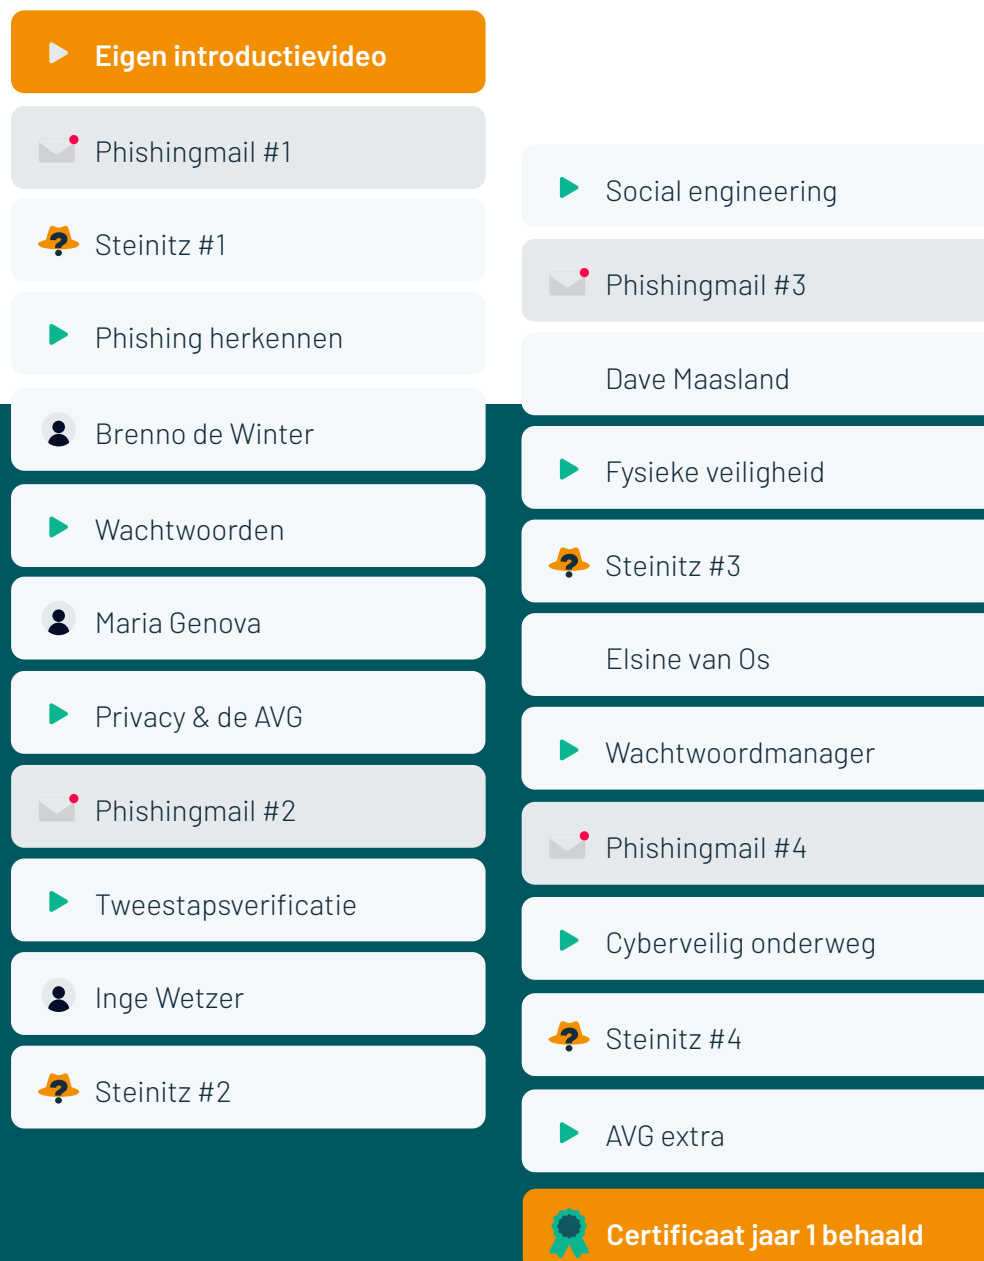 Eigen introductievideo
Phishingmail #1
Steinitz #1
Phishing herkennen
Brenno de Winter
Wachtwoorden
Maria Genova
Privacy & de AVG
Phishingmail #2
Tweestapsverificatie
Inge Wetzer
Steinitz #2
Social engineering
Phishingmail #3
Dave Maasland
Fysieke veiligheid
Steinitz #3
Elsine van Os
Wachtwoordmanager
Phishingmail #4
Cyberveilig onderweg
Steinitz #4
AVG extra
Certificaat jaar 1 behaald